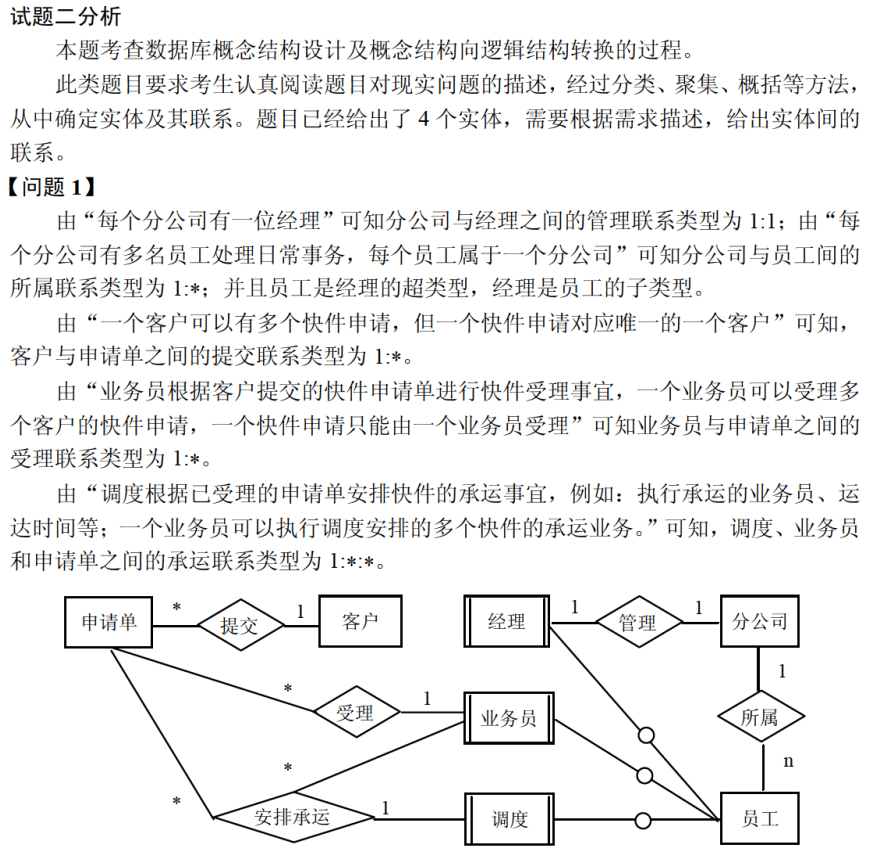 试题二分析
本题考查数据库概念结构设计及概念结构向逻辑结构转换的过程。
此类题目要求考生认真阅读题目对现实问题的描述，经过分类、聚集、概括等方法，
从中确定实体及其联系。题目已经给出了 4 个实体，需要根据需求描述，给出实体间的
联系。
【问题 1】
由“每个分公司有一位经理”可知分公司与经理之间的管理联系类型为 1:1；由“每
个分公司有多名员工处理日常事务，每个员工属于一个分公司”可知分公司与员工间的
所属联系类型为 1:*；并且员工是经理的超类型，经理是员工的子类型。
由“一个客户可以有多个快件申请，但一个快件申请对应唯一的一个客户”可知，
客户与申请单之间的提交联系类型为 1:*。
由“业务员根据客户提交的快件申请单进行快件受理事宜，一个业务员可以受理多
个客户的快件申请，一个快件申请只能由一个业务员受理”可知业务员与申请单之间的
受理联系类型为 1:*。
由“调度根据已受理的申请单安排快件的承运事宜，例如：执行承运的业务员、运
达时间等；一个业务员可以执行调度安排的多个快件的承运业务。”可知，调度、业务员
和申请单之间的承运联系类型为 1:*:*。
申请单 * 提交 1 客户 经理 1 管理 1 分公司
* 受理 1 业务员 1 所属
* n
* 安排承运 1 调度 员工